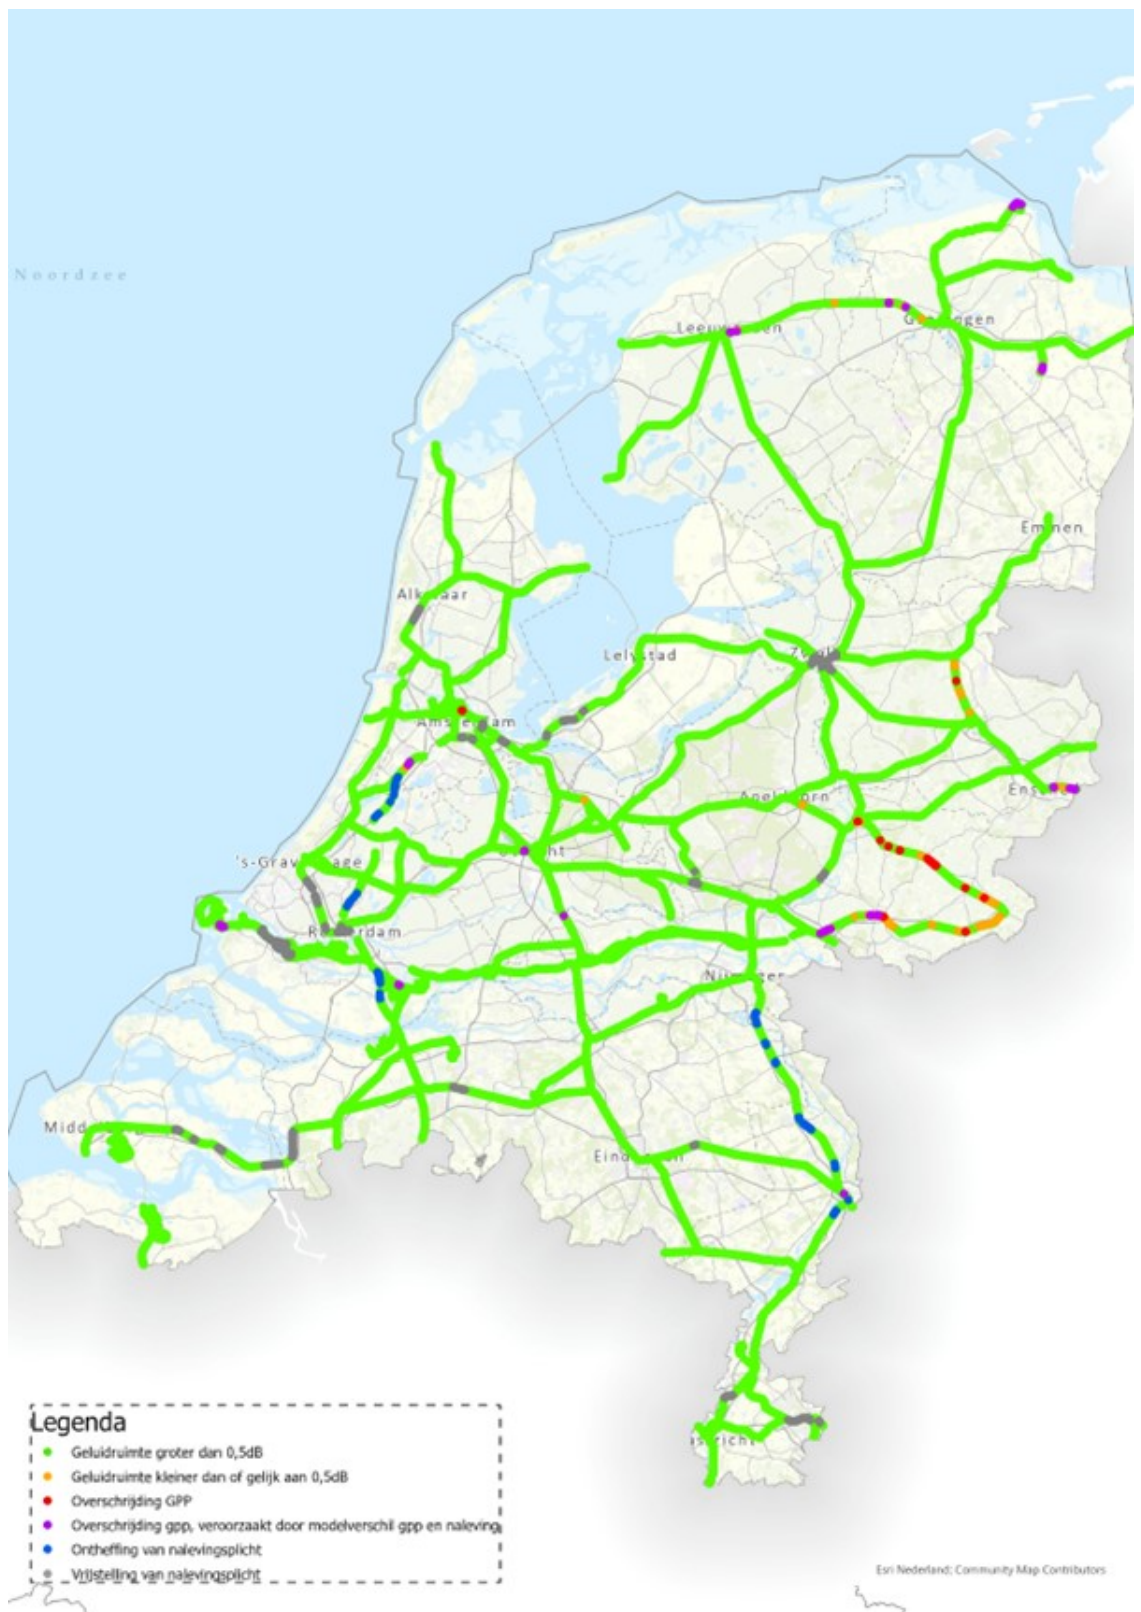 Noordzee
Leeuwarden
Groningen
Emmen
Alkmaar
Lelystad
Zwolle
Amsterdam
Apeldoorn
Enschede
Utrecht
's-Gravenhage
Rotterdam
Nijmegen
Midd
Eindhoven
astricht
Legenda
Geluidruimte groter dan 0,5dB
Geluidruimte kleiner dan of gelijk aan 0,5dB
Overschrijding GPP
Overschrijding gpp, veroorzaakt door modelverschil gpp en naleving
Ontheffing van nalevingsplicht
Vrijstelling van nalevingsplicht
Esri Nederland; Community Map Contributors